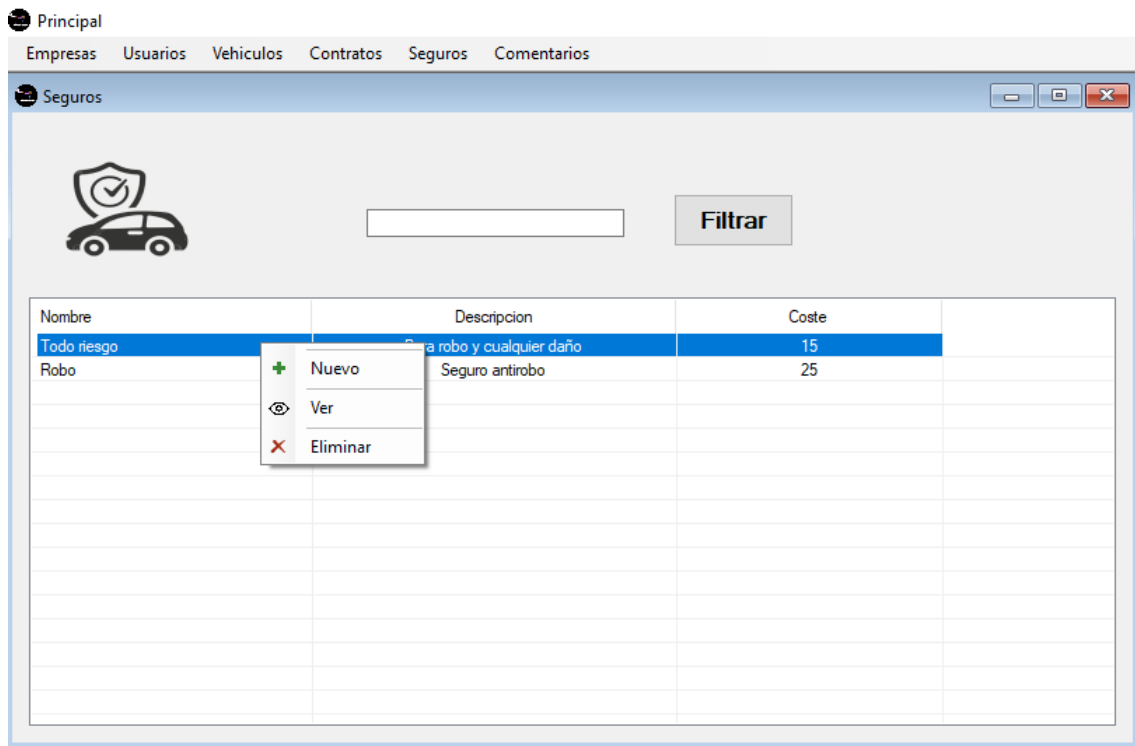 Principal
Empresas Usuarios Vehiculos Contratos Seguros Comentarios
Seguros
Filtrar
Nombre Descripcion Coste
Todo riesgo robo y cualquier daño 15
Robo Seguro antirobo 25
Nuevo
Ver
Eliminar